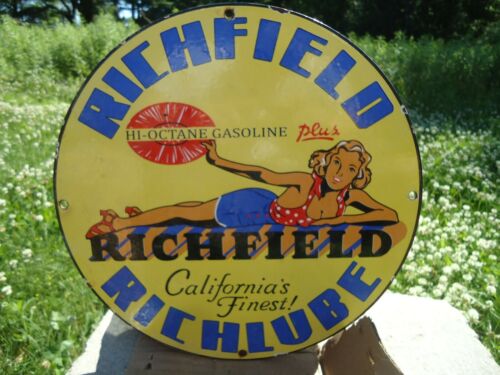 RICHFIELD
HI-OCTANE GASOLINE Plus
RICHFIELD
California's
Finest!
RICHLUBE